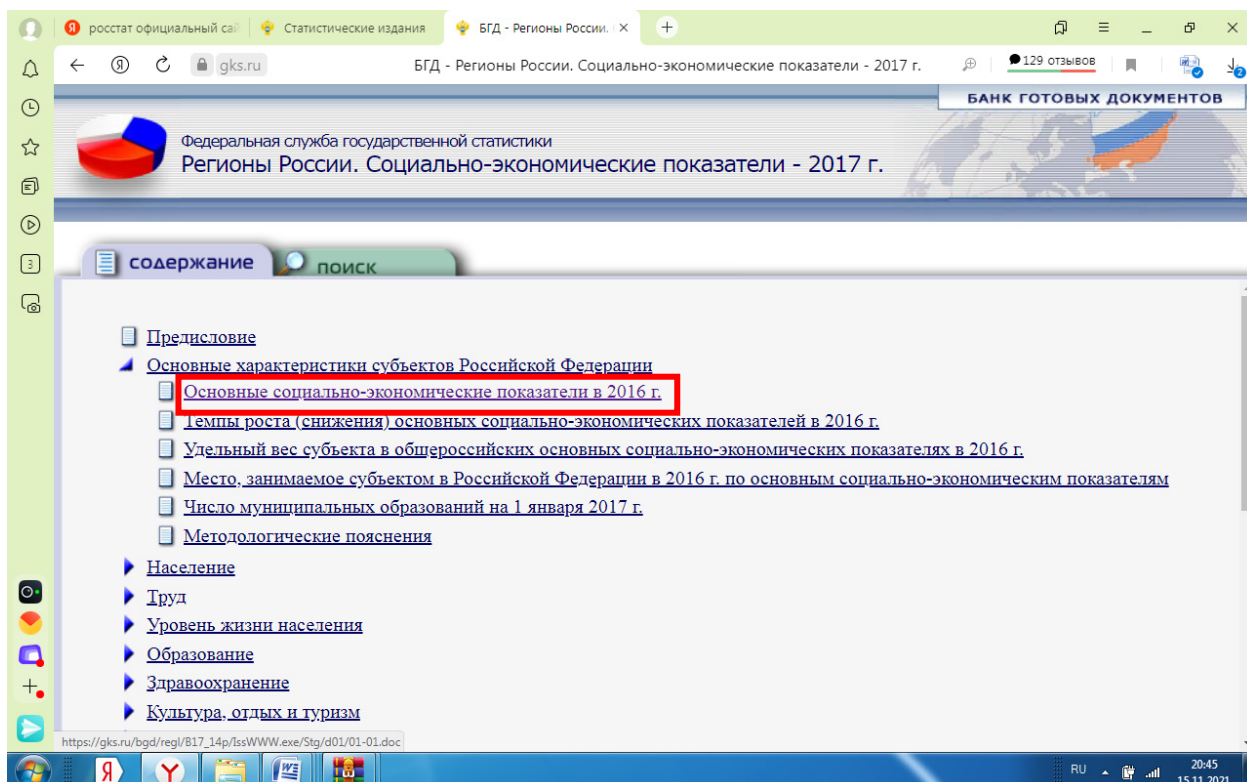 росстат официальный сай
Статистические издания
БГД - Регионы России.
gks.ru
БГД - Регионы России. Социально-экономические показатели - 2017 г.
129 отзывов
БАНК ГОТОВЫХ ДОКУМЕНТОВ
Федеральная служба государственной статистики
Регионы России. Социально-экономические показатели - 2017 г.
содержание
поиск
Предисловие
Основные характеристики субъектов Российской Федерации
Основные социально-экономические показатели в 2016 г.
Темпы роста (снижения) основных социально-экономических показателей в 2016 г.
Удельный вес субъекта в общероссийских основных социально-экономических показателях в 2016 г.
Место, занимаемое субъектом в Российской Федерации в 2016 г. по основным социально-экономическим показателям
Число муниципальных образований на 1 января 2017 г.
Методологические пояснения
Население
Труд
Уровень жизни населения
Образование
Здравоохранение
Культура, отдых и туризм
https://gks.ru/bgd/regl/B17_14p/IssWWW.exe/Stg/d01/01-01.doc
RU
20:45
15.11.2021